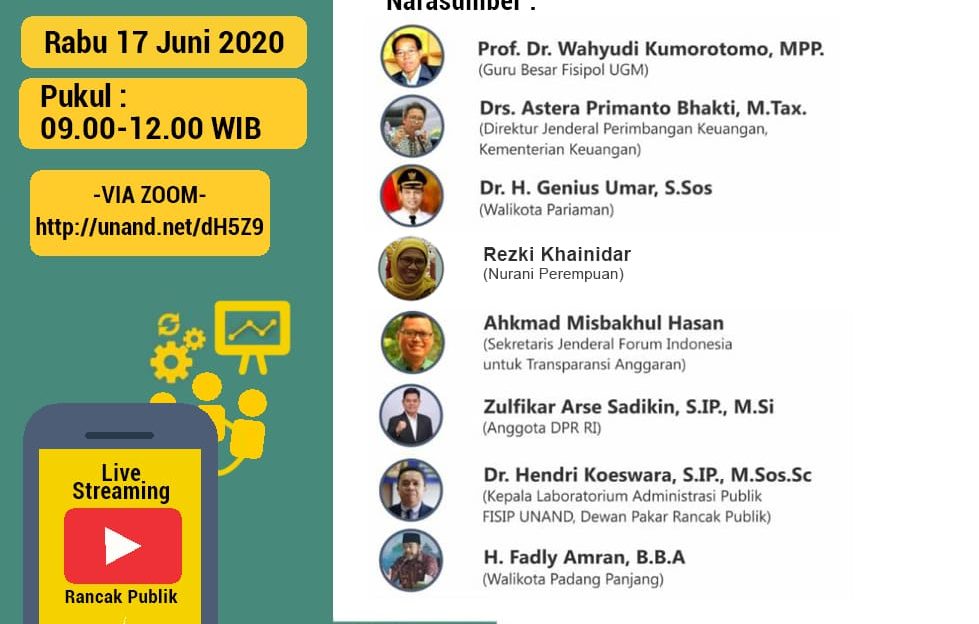 Rabu 17 Juni 2020
Pukul :
09.00-12.00 WIB
-VIA ZOOM-
http://unand.net/dH5Z9
Live
Streaming
Rancak Publik
Narasumber :
Prof. Dr. Wahyudi Kumorotomo, MPP.
(Guru Besar Fisipol UGM)
Drs. Astera Primanto Bhakti, M.Tax.
(Direktur Jenderal Perimbangan Keuangan,
Kementerian Keuangan)
Dr. H. Genius Umar, S.Sos
(Walikota Pariaman)
Rezki Khainidar
(Nurani Perempuan)
Ahkmad Misbakhul Hasan
(Sekretaris Jenderal Forum Indonesia
untuk Transparansi Anggaran)
Zulfikar Arse Sadikin, S.IP., M.Si
(Anggota DPR RI)
Dr. Hendri Koeswara, S.IP., M.Sos.Sc
(Kepala Laboratorium Administrasi Publik
FISIP UNAND, Dewan Pakar Rancak Publik)
H. Fadly Amran, B.B.A
(Walikota Padang Panjang)